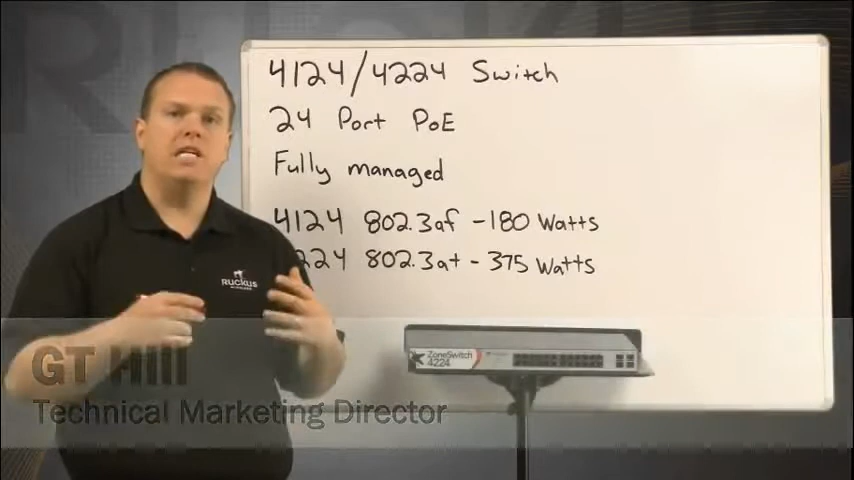 4124/4224 Switch
24 Port PoE
Fully managed
4124 802.3af - 180 Watts
224 802.3at - 375 Watts
RUCKUS
ZoneSwitch
4224
GT Hill
Technical Marketing Director